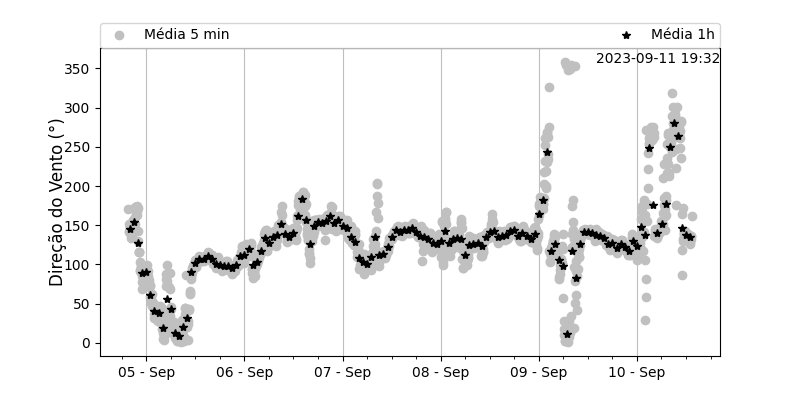 Média 5 min
Média 1h
2023-09-11 19:32
Direção do Vento (°)
350
300
250
200
150
100
50
0
05 - Sep
06 - Sep
07 - Sep
08 - Sep
09 - Sep
10 - Sep